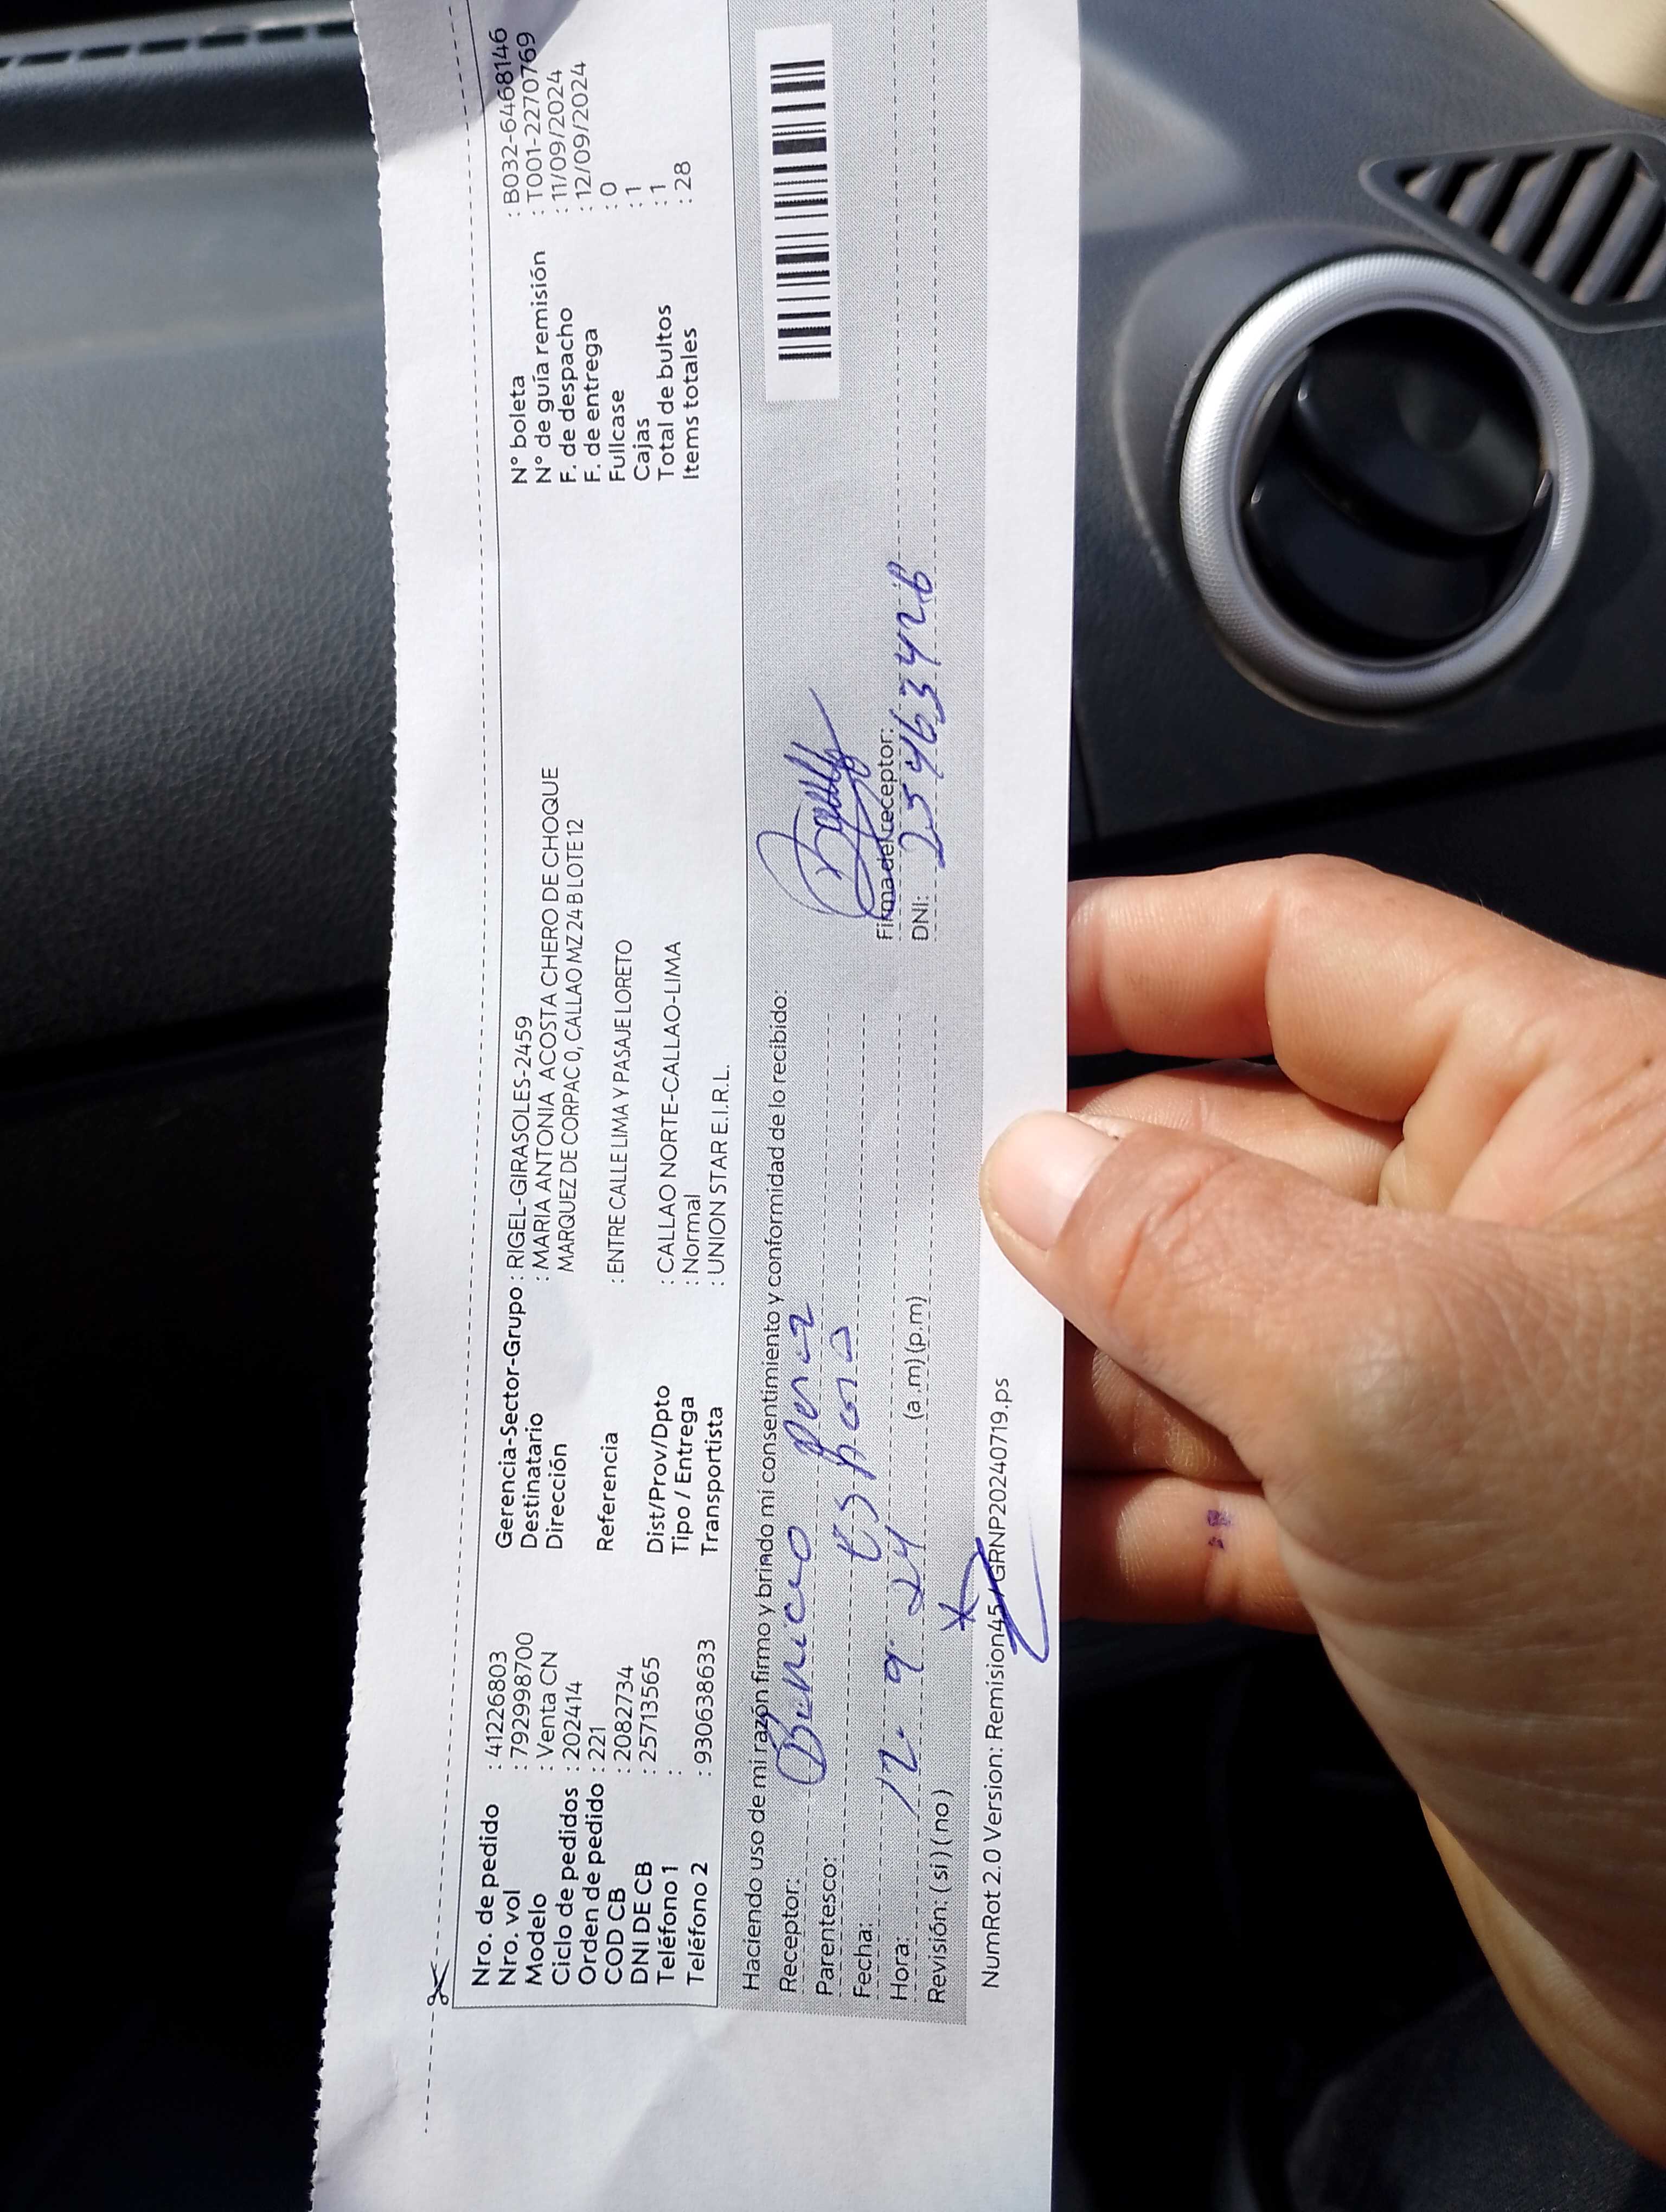 Nro. de pedido : 41226803
Nro. vol : 792998700
Modelo : Venta CN
Ciclo de pedidos : 202414
Orden de pedido : 221
COD CB : 2082734
DNI DE CB : 25713565
Teléfono 1 :
Teléfono 2 : 930638633
Gerencia-Sector-Grupo : RIGEL-GIRASOLES-2459
Destinatario : MARIA ANTONIA ACOSTA CHERO DE CHOQUE
Dirección MARQUEZ DE CORPAC 0, CALLAO MZ 24 B LOTE 12
Referencia : ENTRE CALLE LIMA Y PASAJE LORETO
Dist/Prov/Dpto : CALLAO NORTE-CALLAO-LIMA
Tipo / Entrega : Normal
Transportista : UNION STAR E.I.R.L.
N° boleta : B032-6468146
N° de guía remisión : T001-2270769
F. de despacho : 11/09/2024
F. de entrega : 12/09/2024
Fullcase : 0
Cajas : 1
Total de bultos : 1
Items totales : 28
Haciendo uso de mi razón firmo y brindo mi consentimiento y conformidad de lo recibido:
Receptor:
Parentesco:
Fecha: 12. 9. 24
Hora: (a.m) (p.m)
Revisión: ( si ) ( no )
Firma del receptor:
DNI:
NumRot 2.0 Version: Remision45 / GRNP20240719.ps